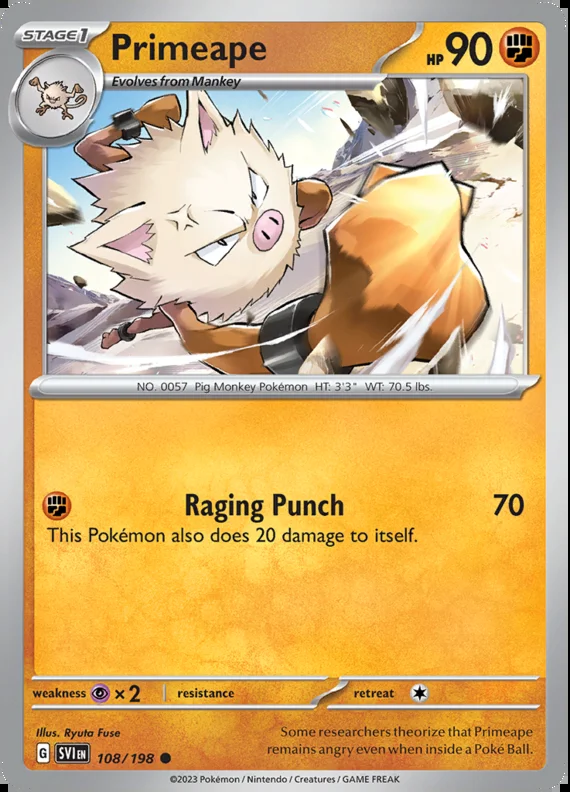 STAGE1
Primeape
HP 90
Evolves from Mankey
NO. 0057 Pig Monkey Pokémon HT: 3'3" WT: 70.5 lbs.
Raging Punch 70
This Pokémon also does 20 damage to itself.
weakness ×2 resistance retreat
Illus. Ryuta Fuse
Some researchers theorize that Primeape
remains angry even when inside a Poké Ball.
G SVI EN 108/198
©2023 Pokémon / Nintendo / Creatures / GAME FREAK